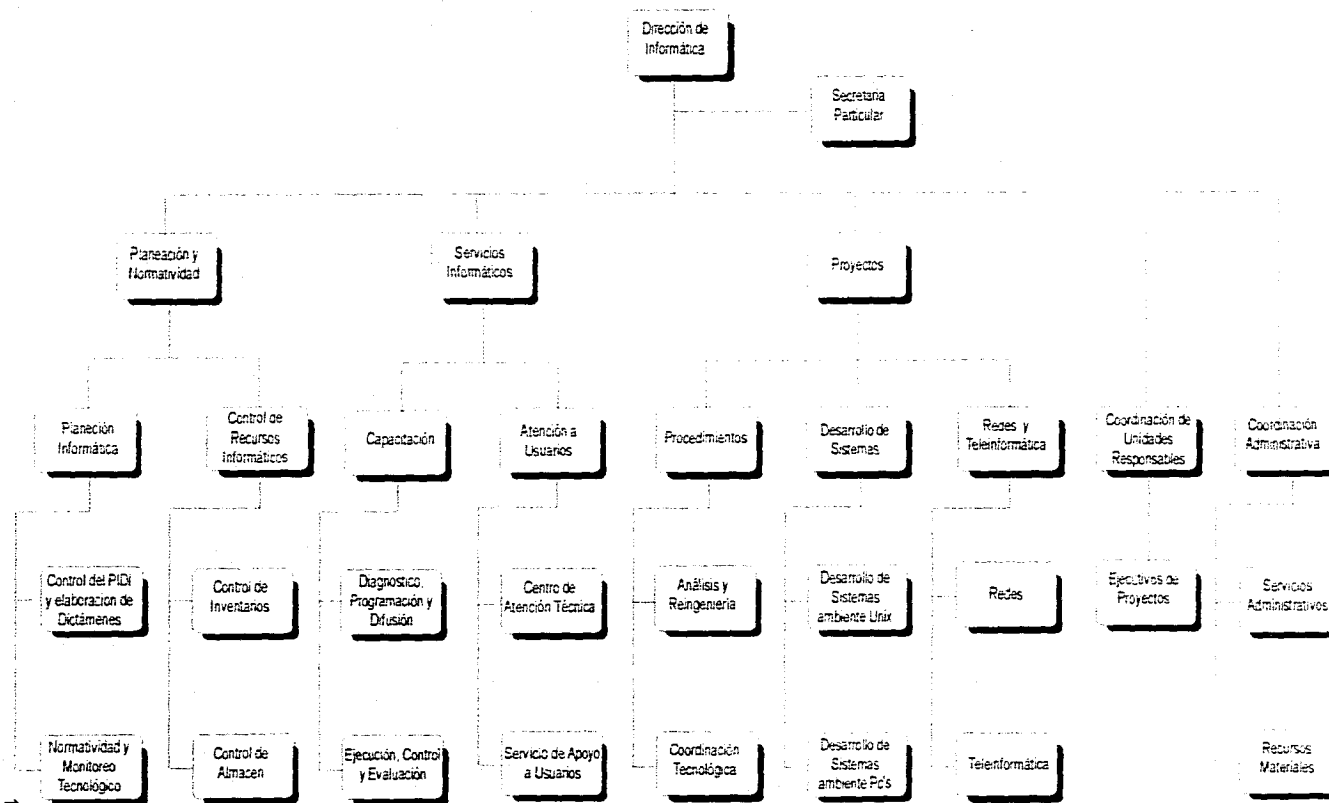 Dirección de
Informática
Secretaria
Particular
Planeación y
Normatividad
Servicios
Informáticos
Proyectos
Planeción
Informática
Control de
Recursos
Informáticos
Capacitación
Atención a
Usuarios
Procedimientos
Desarrollo de
Sistemas
Redes y
Teleinformática
Coordinación de
Unidades
Responsables
Coordinación
Administrativa
Control del PIDI
y elaboracion de
Dictámenes
Control de
Inventarios
Diagnostico,
Programación y
Difusión
Centro de
Atención Técnica
Análisis y
Reingeniería
Desarrollo de
Sistemas
ambiente Unix
Redes
Ejecutivos de
Proyectos
Servicios
Administrativos
Normatividad y
Monitoreo
Tecnológico
Control de
Almacen
Ejecución, Control
y Evaluación
Servicio de Apoyo
a Usuarios
Coordinación
Tecnológica
Desarrollo de
Sistemas
ambiente Pc's
Teleinformática
Recursos
Materiales